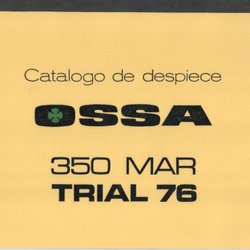 Catalogo de despiece
OSSA
350 MAR
TRIAL 76